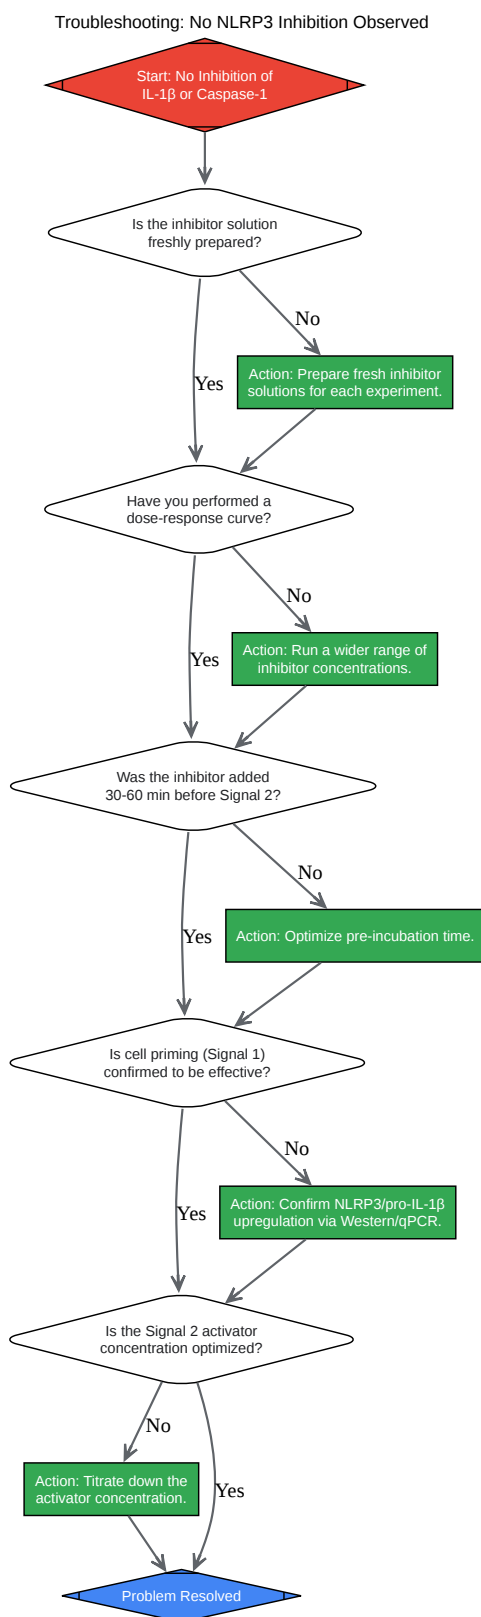 Troubleshooting: No NLRP3 Inhibition Observed
Start: No Inhibition of
IL-1β or Caspase-1
Is the inhibitor solution
freshly prepared?
No
Action: Prepare fresh inhibitor
solutions for each experiment.
Yes
Have you performed a
dose-response curve?
No
Action: Run a wider range of
inhibitor concentrations.
Yes
Was the inhibitor added
30-60 min before Signal 2?
No
Action: Optimize pre-incubation time.
Yes
Is cell priming (Signal 1)
confirmed to be effective?
No
Action: Confirm NLRP3/pro-IL-1β
upregulation via Western/qPCR.
Yes
Is the Signal 2 activator
concentration optimized?
No
Action: Titrate down the
activator concentration.
Yes
Problem Resolved